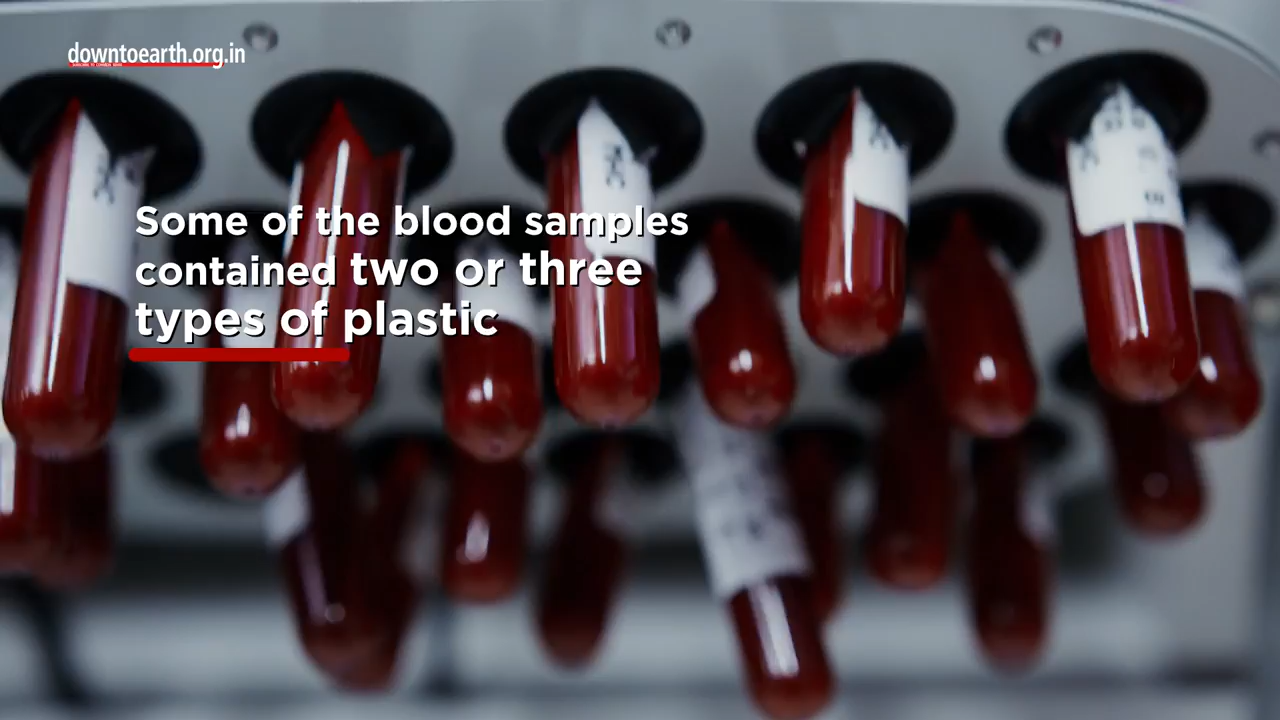 downtoearth.org.in
Some of the blood samples
contained two or three
types of plastic